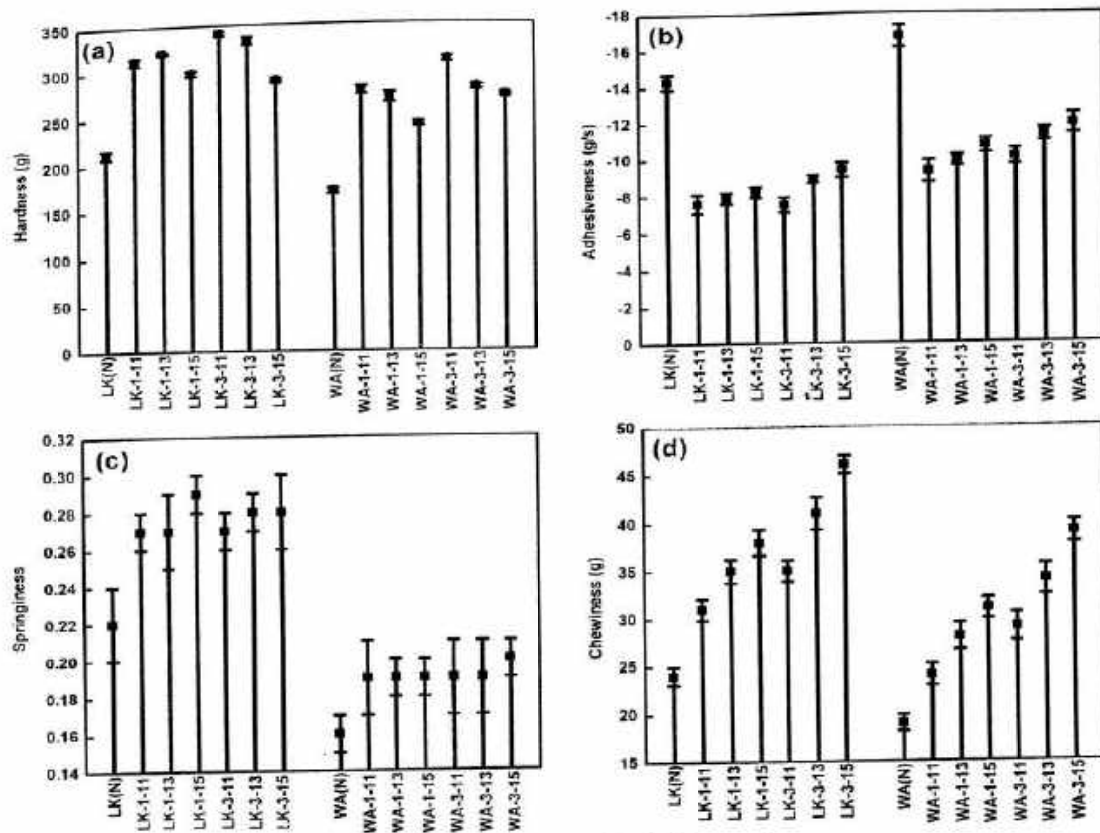 (a)
Hardness (g)
350
300
250
200
150
100
50
0
LK(N)
LK-1-11
LK-1-13
LK-1-15
LK-3-11
LK-3-13
LK-3-15
WA(N)
WA-1-11
WA-1-13
WA-1-15
WA-3-11
WA-3-13
WA-3-15
(b)
Adhesiveness (g/s)
-18
-16
-14
-12
-10
-8
-6
-4
-2
0
LK(N)
LK-1-11
LK-1-13
LK-1-15
LK-3-11
LK-3-13
LK-3-15
WA(N)
WA-1-11
WA-1-13
WA-1-15
WA-3-11
WA-3-13
WA-3-15
(c)
Springiness
0.32
0.30
0.28
0.26
0.24
0.22
0.20
0.18
0.16
0.14
LK(N)
LK-1-11
LK-1-13
LK-1-15
LK-3-11
LK-3-13
LK-3-15
WA(N)
WA-1-11
WA-1-13
WA-1-15
WA-3-11
WA-3-13
WA-3-15
(d)
Chewiness (g)
50
45
40
35
30
25
20
15
LK(N)
LK-1-11
LK-1-13
LK-1-15
LK-3-11
LK-3-13
LK-3-15
WA(N)
WA-1-11
WA-1-13
WA-1-15
WA-3-11
WA-3-13
WA-3-15